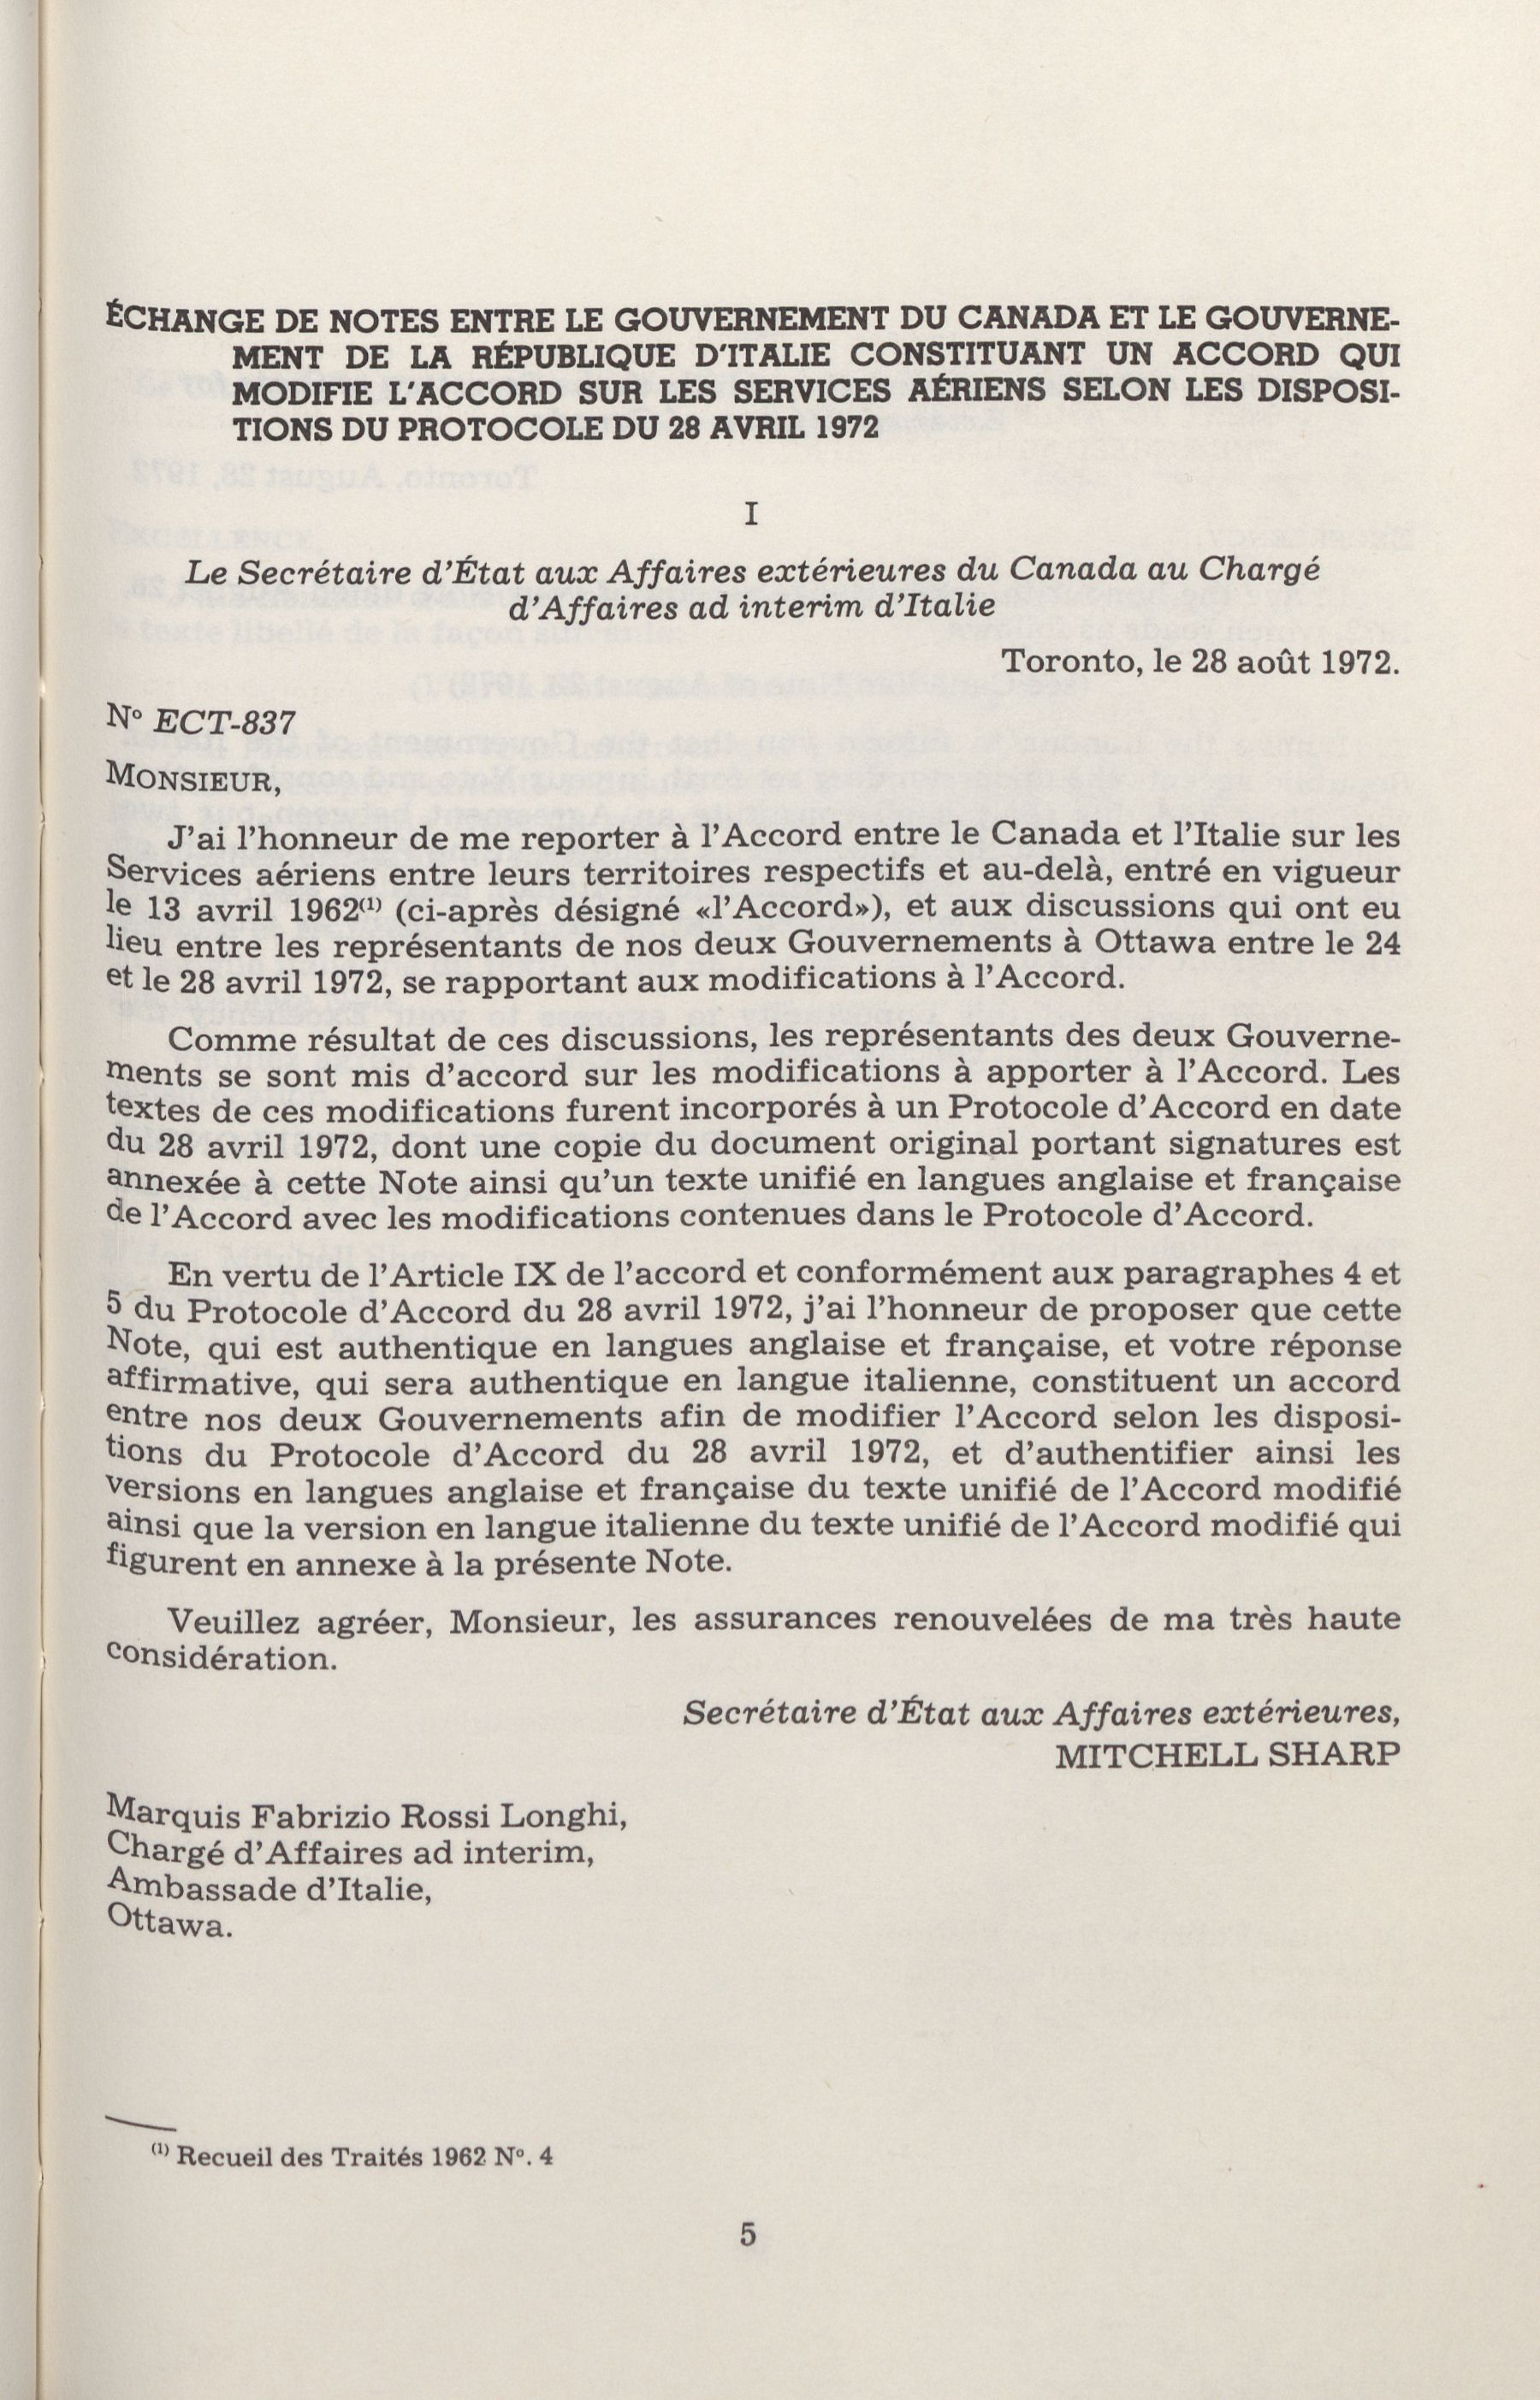 ÉCHANGE DE NOTES ENTRE LE GOUVERNEMENT DU CANADA ET LE GOUVERNE-
MENT DE LA RÉPUBLIQUE D'ITALIE CONSTITUANT UN ACCORD QUI
MODIFIE L'ACCORD SUR LES SERVICES AÉRIENS SELON LES DISPOSI-
TIONS DU PROTOCOLE DU 28 AVRIL 1972
I
Le Secrétaire d'État aux Affaires extérieures du Canada au Chargé
d'Affaires ad interim d'Italie
Toronto, le 28 août 1972.
Nº ECT-837
MONSIEUR,
J'ai l'honneur de me reporter à l'Accord entre le Canada et l'Italie sur les
Services aériens entre leurs territoires respectifs et au-delà, entré en vigueur
le 13 avril 1962⁽¹⁾ (ci-après désigné «l'Accord»), et aux discussions qui ont eu
lieu entre les représentants de nos deux Gouvernements à Ottawa entre le 24
et le 28 avril 1972, se rapportant aux modifications à l'Accord.
Comme résultat de ces discussions, les représentants des deux Gouverne-
ments se sont mis d'accord sur les modifications à apporter à l'Accord. Les
textes de ces modifications furent incorporés à un Protocole d'Accord en date
du 28 avril 1972, dont une copie du document original portant signatures est
annexée à cette Note ainsi qu'un texte unifié en langues anglaise et française
de l'Accord avec les modifications contenues dans le Protocole d'Accord.
En vertu de l'Article IX de l'accord et conformément aux paragraphes 4 et
5 du Protocole d'Accord du 28 avril 1972, j'ai l'honneur de proposer que cette
Note, qui est authentique en langues anglaise et française, et votre réponse
affirmative, qui sera authentique en langue italienne, constituent un accord
entre nos deux Gouvernements afin de modifier l'Accord selon les disposi-
tions du Protocole d'Accord du 28 avril 1972, et d'authentifier ainsi les
versions en langues anglaise et française du texte unifié de l'Accord modifié
ainsi que la version en langue italienne du texte unifié de l'Accord modifié qui
figurent en annexe à la présente Note.
Veuillez agréer, Monsieur, les assurances renouvelées de ma très haute
considération.
Secrétaire d'État aux Affaires extérieures,
MITCHELL SHARP
Marquis Fabrizio Rossi Longhi,
Chargé d'Affaires ad interim,
Ambassade d'Italie,
Ottawa.
⁽¹⁾ Recueil des Traités 1962 Nº. 4
5